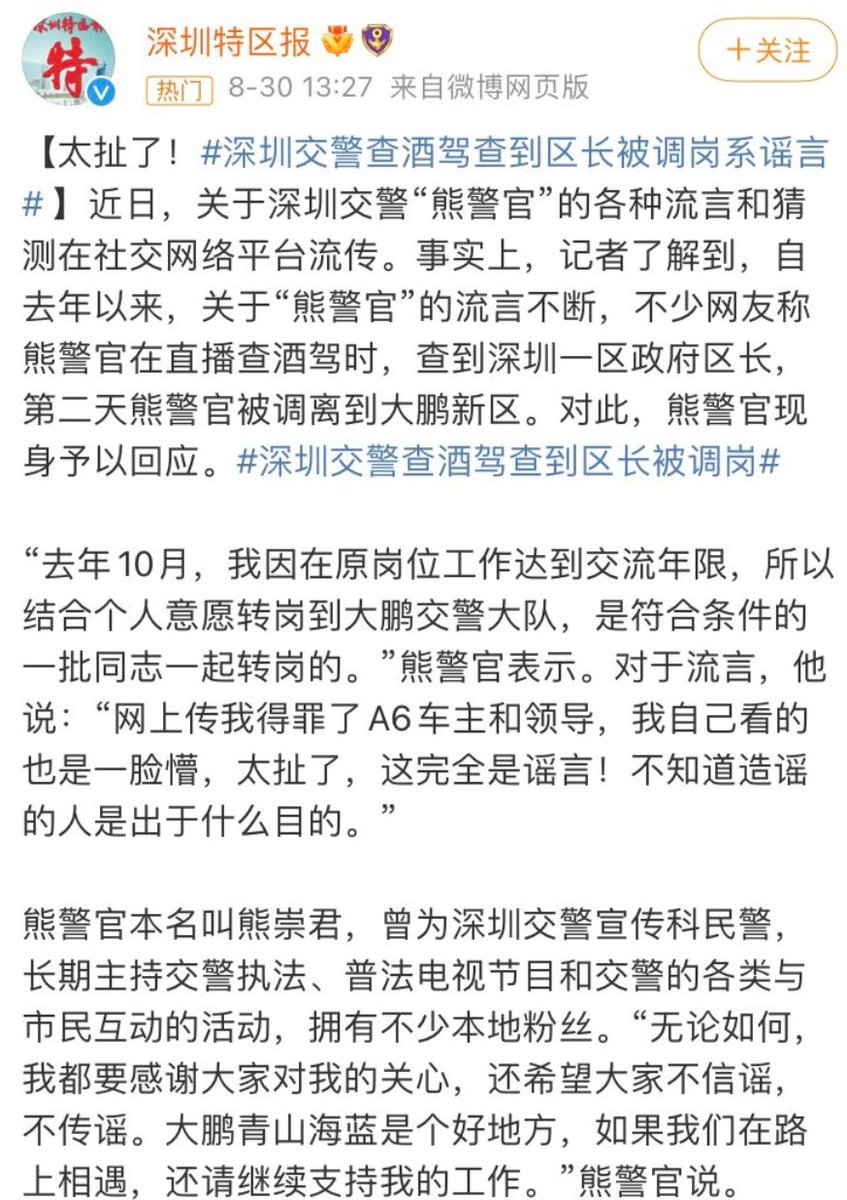 深圳特区报
特
深圳特区报
+关注
热门 8-30 13:27 来自微博网页版
【太扯了！#深圳交警查酒驾查到区长被调岗系谣言
#】近日，关于深圳交警“熊警官”的各种流言和猜
测在社交网络平台流传。事实上，记者了解到，自
去年以来，关于“熊警官”的流言不断，不少网友称
熊警官在直播查酒驾时，查到深圳一区政府区长，
第二天熊警官被调离到大鹏新区。对此，熊警官现
身予以回应。#深圳交警查酒驾查到区长被调岗#
“去年10月，我因在原岗位工作达到交流年限，所以
结合个人意愿转岗到大鹏交警大队，是符合条件的
一批同志一起转岗的。”熊警官表示。对于流言，他
说：“网上传我得罪了A6车主和领导，我自己看的
也是一脸懵，太扯了，这完全是谣言！不知道造谣
的人是出于什么目的。”
熊警官本名叫熊崇君，曾为深圳交警宣传科民警，
长期主持交警执法、普法电视节目和交警的各类与
市民互动的活动，拥有不少本地粉丝。“无论如何，
我都要感谢大家对我的关心，还希望大家不信谣，
不传谣。大鹏青山海蓝是个好地方，如果我们在路
上相遇，还请继续支持我的工作。”熊警官说。